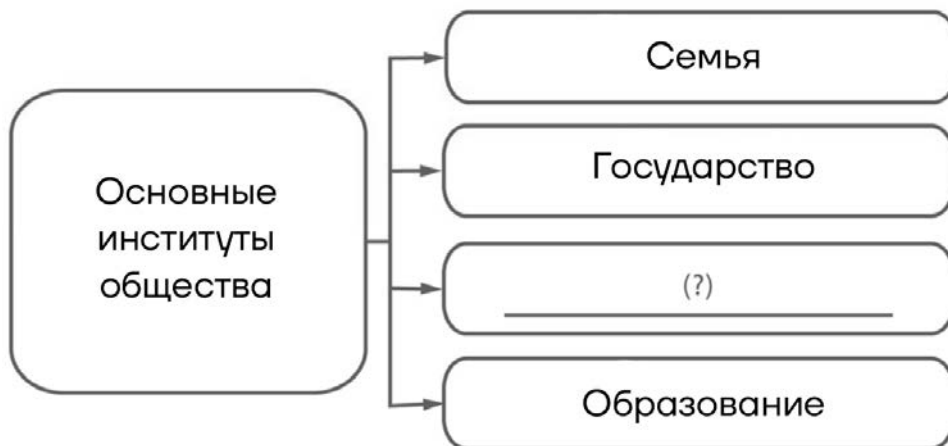 Семья
Государство
Основные
институты
общества
(?)
Образование